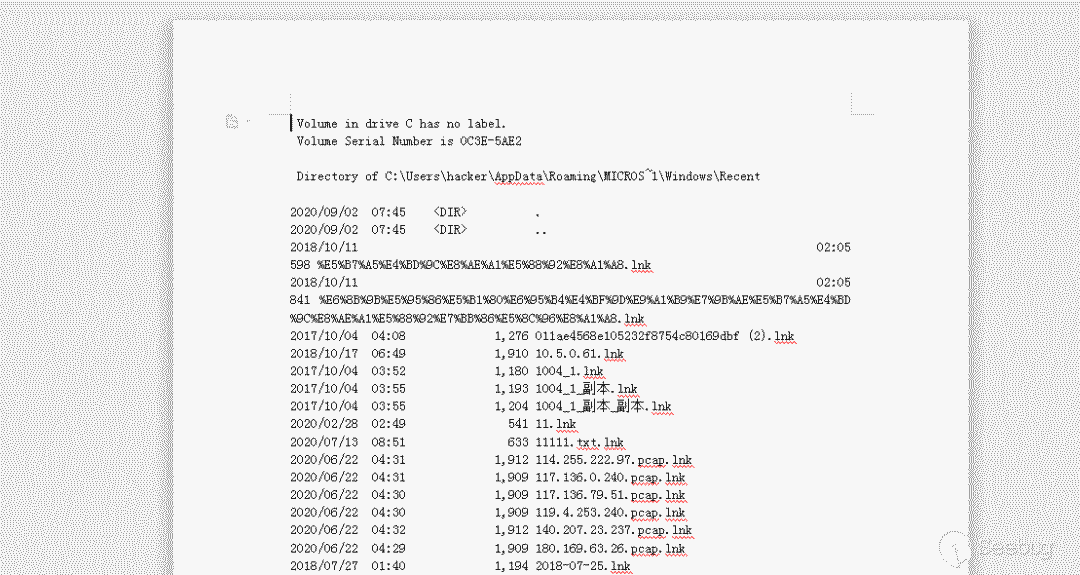 Volume in drive C has no label.
Volume Serial Number is 0C3E-5AE2
Directory of C:\Users\hacker\AppData\Roaming\MICROS~1\Windows\Recent
2020/09/02 07:45 <DIR> .
2020/09/02 07:45 <DIR> ..
2018/10/11 02:05
598 %E5%B7%A5%E4%BD%9C%E8%AE%A1%E5%88%92%E8%A1%A8.lnk
2018/10/11 02:05
841 %E6%8B%9B%E5%95%86%E5%B1%80%E6%95%B4%E4%BF%9D%E9%A1%B9%E7%9B%AE%E5%B7%A5%E4%BD
%9C%E8%AE%A1%E5%88%92%E7%BB%86%E5%8C%96%E8%A1%A8.lnk
2017/10/04 04:08 1,276 011ae4568e105232f8754c80169dbf (2).lnk
2018/10/17 06:49 1,910 10.5.0.61.lnk
2017/10/04 03:52 1,180 1004_1.lnk
2017/10/04 03:55 1,193 1004_1_副本.lnk
2017/10/04 03:55 1,204 1004_1_副本_副本.lnk
2020/02/28 02:49 541 11.lnk
2020/07/13 08:51 633 11111.txt.lnk
2020/06/22 04:31 1,912 114.255.222.97.pcap.lnk
2020/06/22 04:31 1,909 117.136.0.240.pcap.lnk
2020/06/22 04:30 1,909 117.136.79.51.pcap.lnk
2020/06/22 04:30 1,909 119.4.253.240.pcap.lnk
2020/06/22 04:32 1,912 140.207.23.237.pcap.lnk
2020/06/22 04:29 1,909 180.169.63.26.pcap.lnk
2018/07/27 01:40 1,194 2018-07-25.lnk